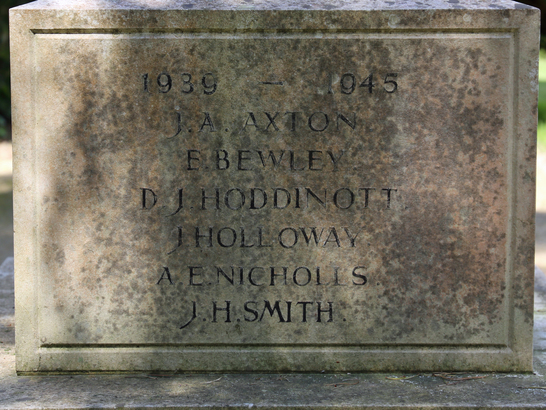 1939 – 1945
J. A. AXTON
E. BEWLEY
D. J. HODDINOTT
J. HOLLOWAY
A. E. NICHOLLS.
J. H. SMITH.